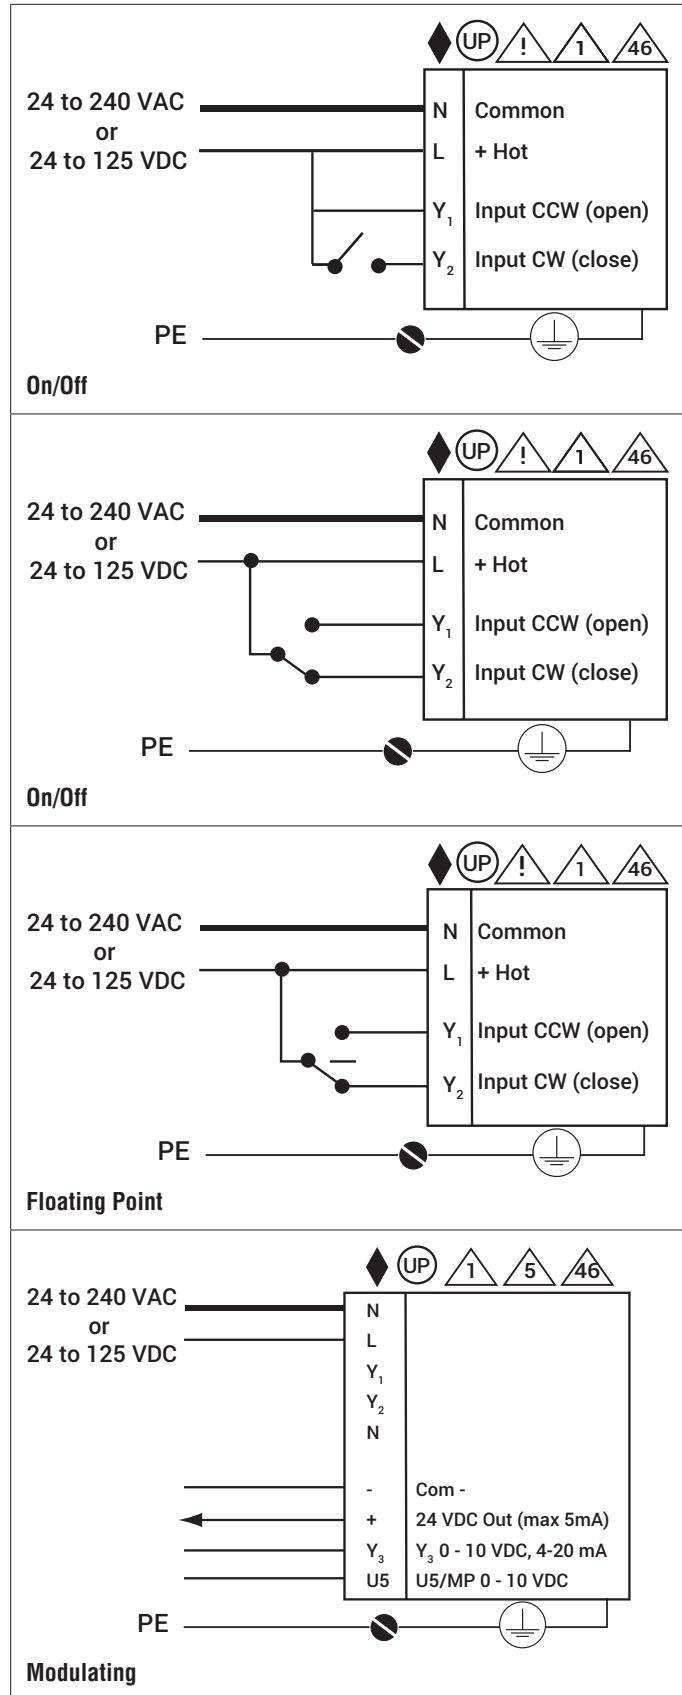 UP ! 1 46
24 to 240 VAC
or
24 to 125 VDC
N Common
L + Hot
Y1 Input CCW (open)
Y2 Input CW (close)
PE
On/Off
UP ! 1 46
24 to 240 VAC
or
24 to 125 VDC
N Common
L + Hot
Y1 Input CCW (open)
Y2 Input CW (close)
PE
On/Off
UP ! 1 46
24 to 240 VAC
or
24 to 125 VDC
N Common
L + Hot
Y1 Input CCW (open)
Y2 Input CW (close)
PE
Floating Point
UP 1 5 46
24 to 240 VAC
or
24 to 125 VDC
N
L
Y1
Y2
N
- Com -
+ 24 VDC Out (max 5mA)
Y3 Y3 0 - 10 VDC, 4-20 mA
U5 U5/MP 0 - 10 VDC
PE
Modulating